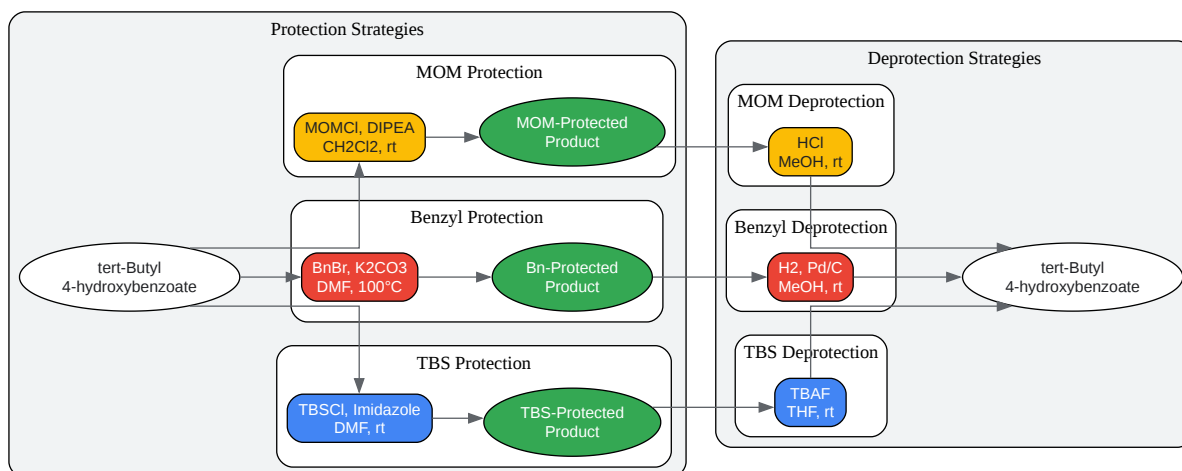 Protection Strategies
MOM Protection
MOMCl, DIPEA
CH2Cl2, rt
MOM-Protected
Product
Benzyl Protection
tert-Butyl
4-hydroxybenzoate
BnBr, K2CO3
DMF, 100°C
Bn-Protected
Product
TBS Protection
TBSCl, Imidazole
DMF, rt
TBS-Protected
Product
Deprotection Strategies
MOM Deprotection
HCl
MeOH, rt
Benzyl Deprotection
H2, Pd/C
MeOH, rt
tert-Butyl
4-hydroxybenzoate
TBS Deprotection
TBAF
THF, rt